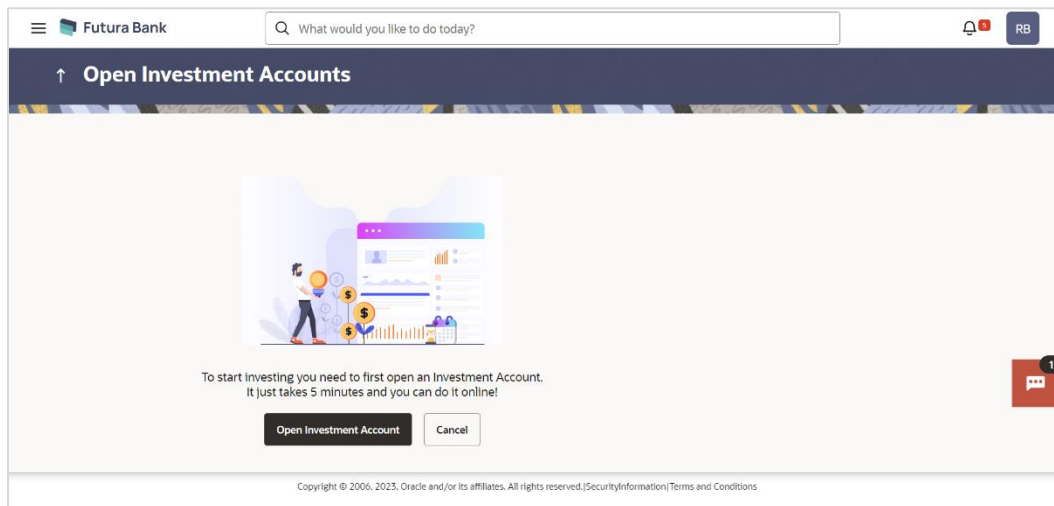 Futura Bank
What would you like to do today?
5
RB
↑ Open Investment Accounts
To start investing you need to first open an Investment Account.
It just takes 5 minutes and you can do it online!
Open Investment Account
Cancel
1
Copyright © 2006, 2023, Oracle and/or its affiliates. All rights reserved.|SecurityInformation|Terms and Conditions